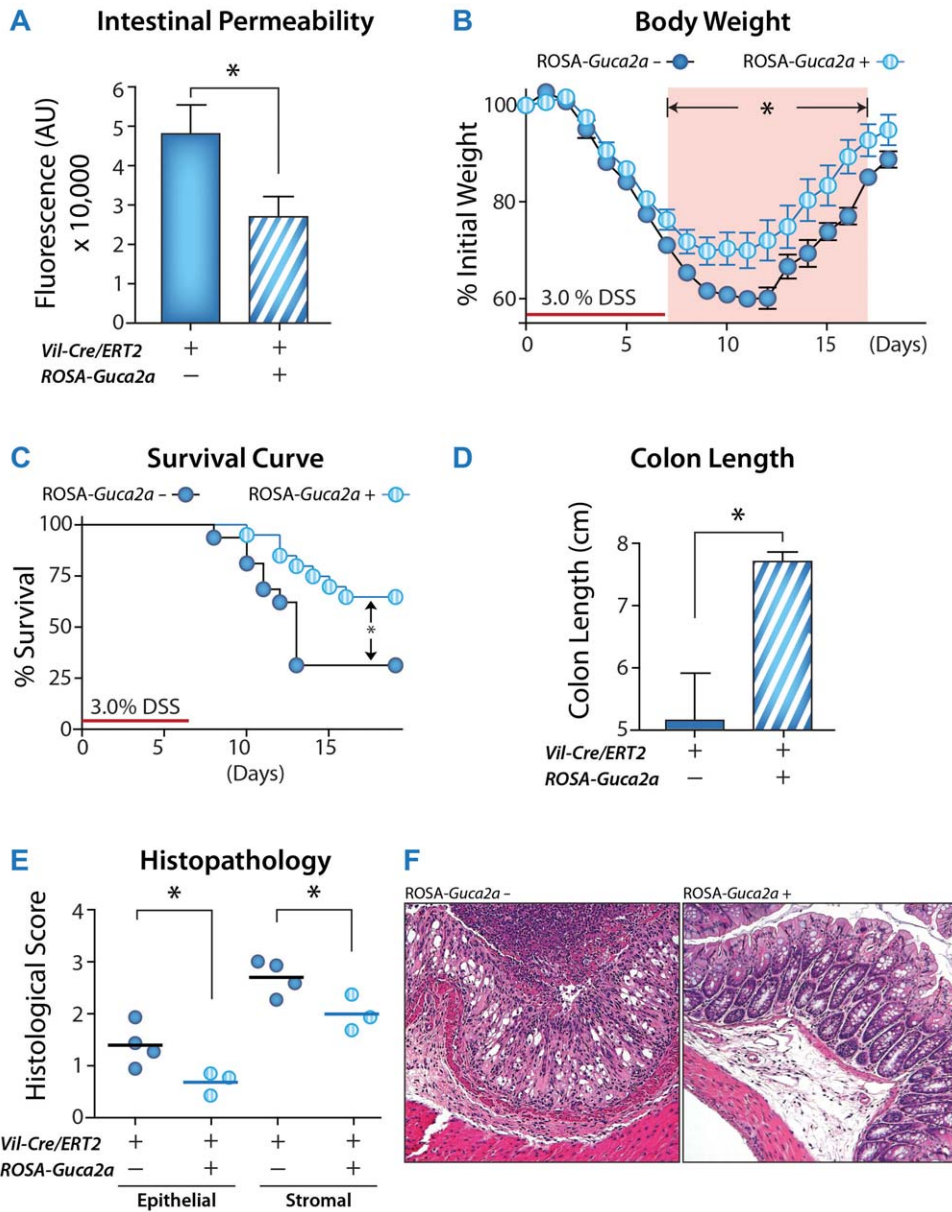 A Intestinal Permeability
*
Fluorescence (AU)
x 10,000
6
5
4
3
2
1
0
Vil-Cre/ERT2 + +
ROSA-Guca2a − +
B Body Weight
ROSA-Guca2a − ROSA-Guca2a +
*
% Initial Weight
100
80
60
3.0 % DSS
0 5 10 15 (Days)
C Survival Curve
ROSA-Guca2a − ROSA-Guca2a +
% Survival
100
75
50
25
0
*
3.0% DSS
0 5 10 15
(Days)
D Colon Length
*
Colon Length (cm)
8
7
6
5
Vil-Cre/ERT2 + +
ROSA-Guca2a − +
E Histopathology
* *
Histological Score
4
3
2
1
0
Vil-Cre/ERT2 + + + +
ROSA-Guca2a − + − +
Epithelial Stromal
F
ROSA-Guca2a − ROSA-Guca2a +